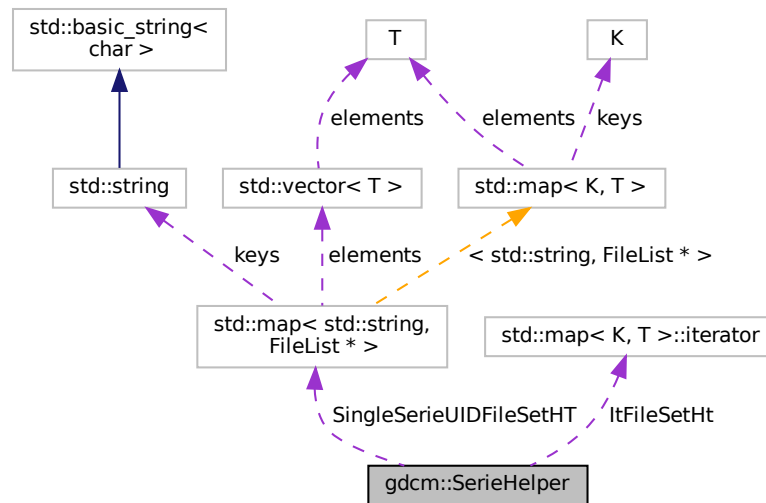 std::basic_string<
char >
T
K
elements
elements
keys
std::string
std::vector< T >
std::map< K, T >
keys
elements
< std::string, FileList * >
std::map< std::string,
FileList * >
std::map< K, T >::iterator
SingleSerieUIDFileSetHT
ItFileSetHt
gdcm::SerieHelper